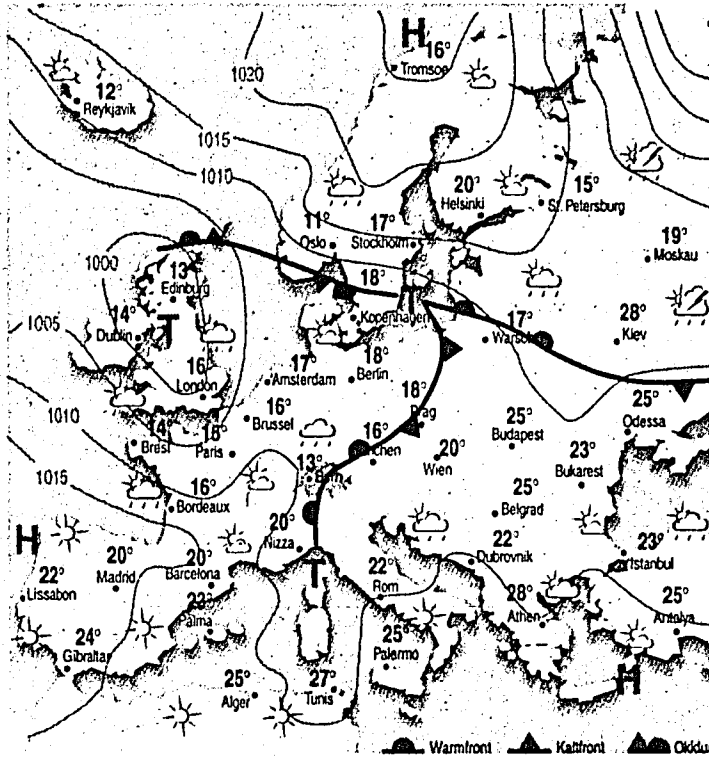 H
16°
Tromsoe
1020
12°
Reykjavik
1015
1010
20°
Helsinki
15°
St. Petersburg
11°
Oslo
17°
Stockholm
19°
Moskau
1000
13
Edinburg
18°
Kopenhagen
T
28°
Kiev
1005
14°
Dublin
T
17°
Warschau
16
London
17
Amsterdam
18°
Berlin
1010
16°
Brüssel
18°
Prag
25°
Budapest
25°
Odessa
14°
Brest
15°
Paris
16°
20°
Wien
23°
Bukarest
1015
13°
Bern
16°
Bordeaux
25°
Belgrad
H
20°
Nizza
22°
Dubrovnik
23°
Istanbul
22°
Lissabon
20°
Madrid
20°
Barcelona
T
22°
Rom
28°
Athen
25°
Antalya
23°
Palma
24°
Gibraltar
25°
Palermo
H
25°
Alger
27°
Tunis
Warmfront
Kaltfront